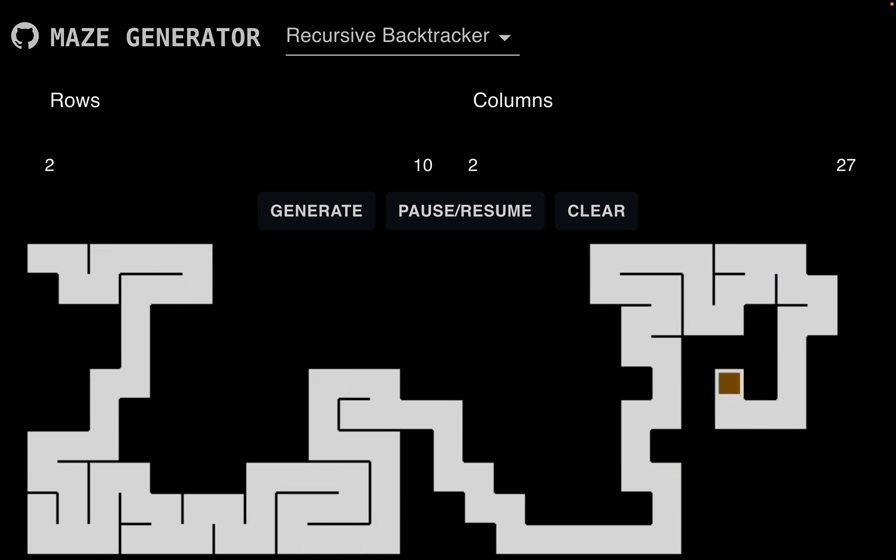 MAZE GENERATOR Recursive Backtracker
Rows Columns
2 10 2 27
GENERATE PAUSE/RESUME CLEAR